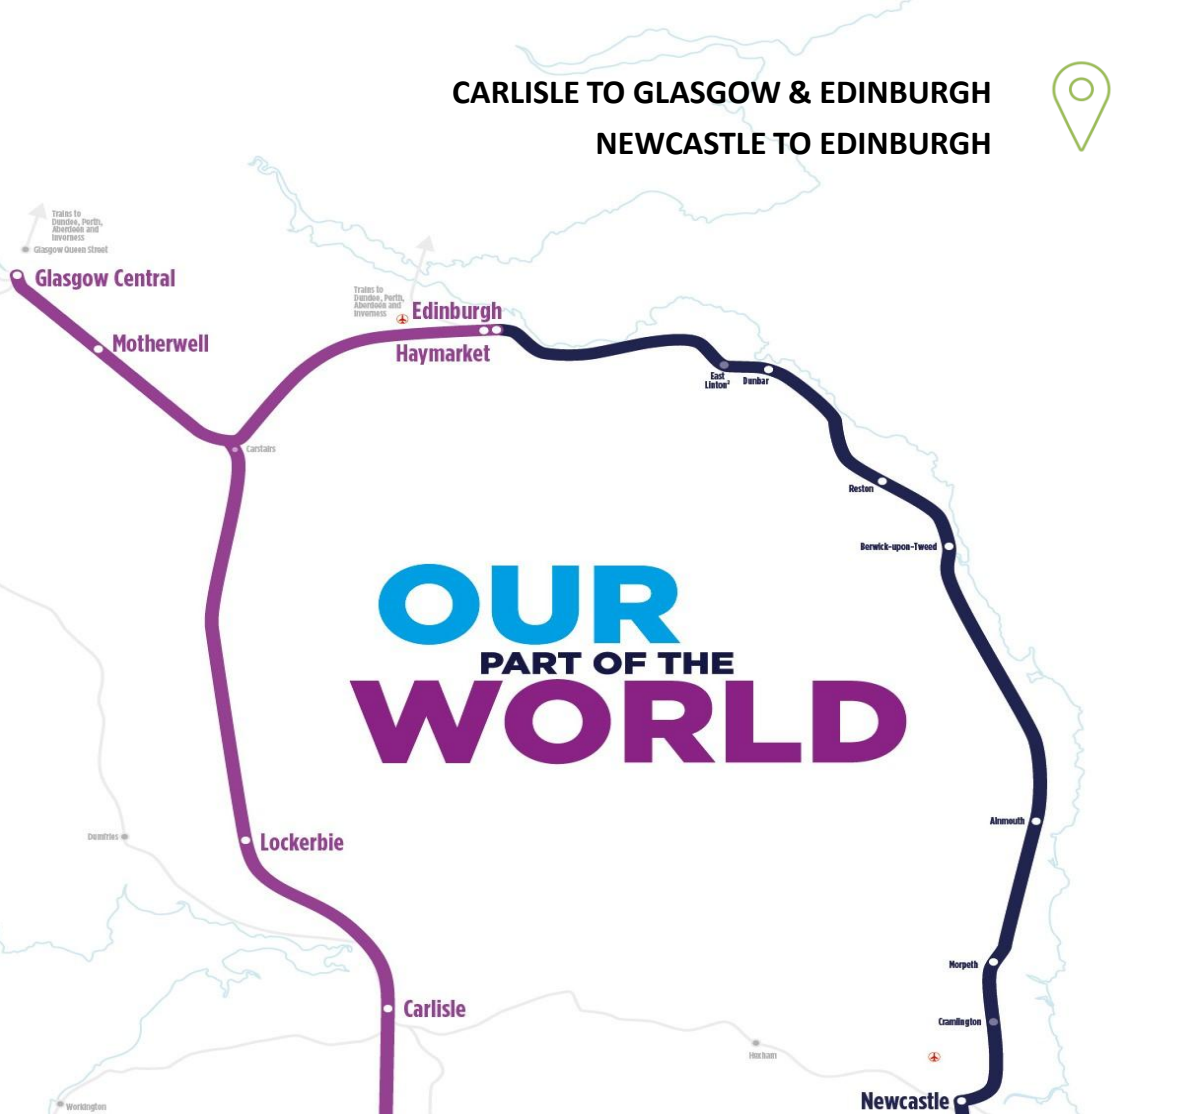 CARLISLE TO GLASGOW & EDINBURGH
NEWCASTLE TO EDINBURGH
Trains to
Dundee, Perth,
Aberdeen and
Inverness
Glasgow Queen Street
Glasgow Central
Trains to
Dundee, Perth,
Aberdeen and
Inverness
Edinburgh
Motherwell
Haymarket
East
Linton²
Dunbar
Carstairs
Reston
Berwick-upon-Tweed
OUR
PART OF THE
WORLD
Alnmouth
Dumfries
Lockerbie
Morpeth
Carlisle
Cramlington
Hexham
Newcastle
Workington